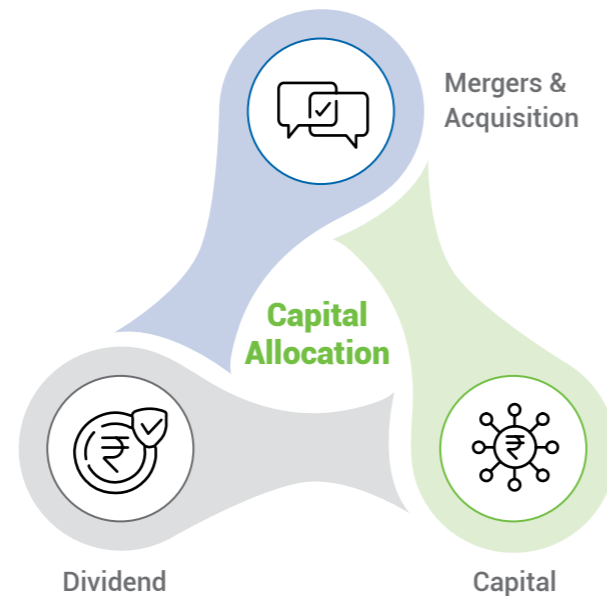 Mergers &
Acquisition
Capital
Allocation
₹
₹
Dividend
Capital